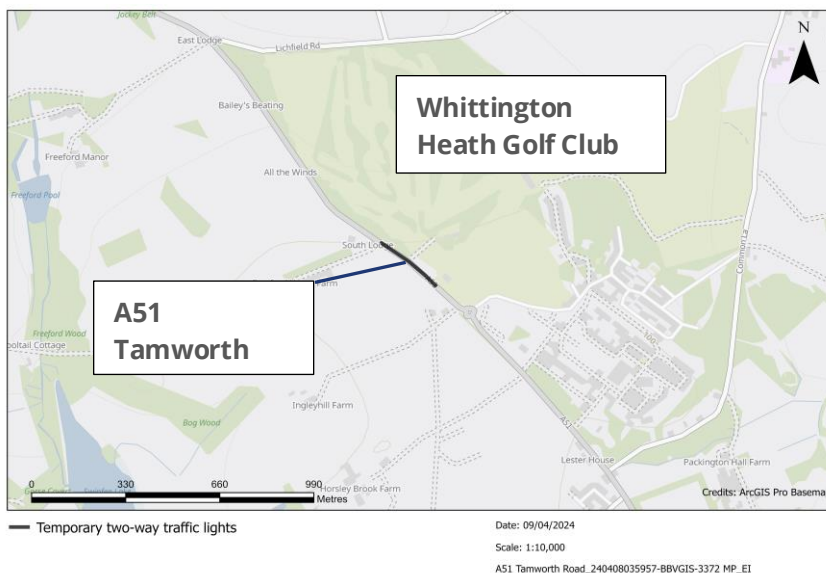 Jockey Belt
East Lodge
Lichfield Rd
N
Bailey's Beating
Whittington
Heath Golf Club
Freeford Manor
All the Winds
Freeford Pool
South Lodge
Common La
Farm
A51
Tamworth
Freeford Wood
ooltail Cottage
Ingleyhill Farm
Bog Wood
A51
Lester House
Packington Hall Farm
0 330 660 990
Metres
Horsley Brook Farm
Credits: ArcGIS Pro Basema
Temporary two-way traffic lights
Date: 09/04/2024
Scale: 1:10,000
A51 Tamworth Road_240408035957-BBVGIS-3372 MP_EI